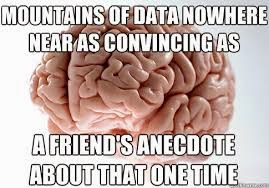 MOUNTAINS OF DATA NOWHERE
NEAR AS CONVINCING AS
A FRIEND'S ANECDOTE
ABOUT THAT ONE TIME